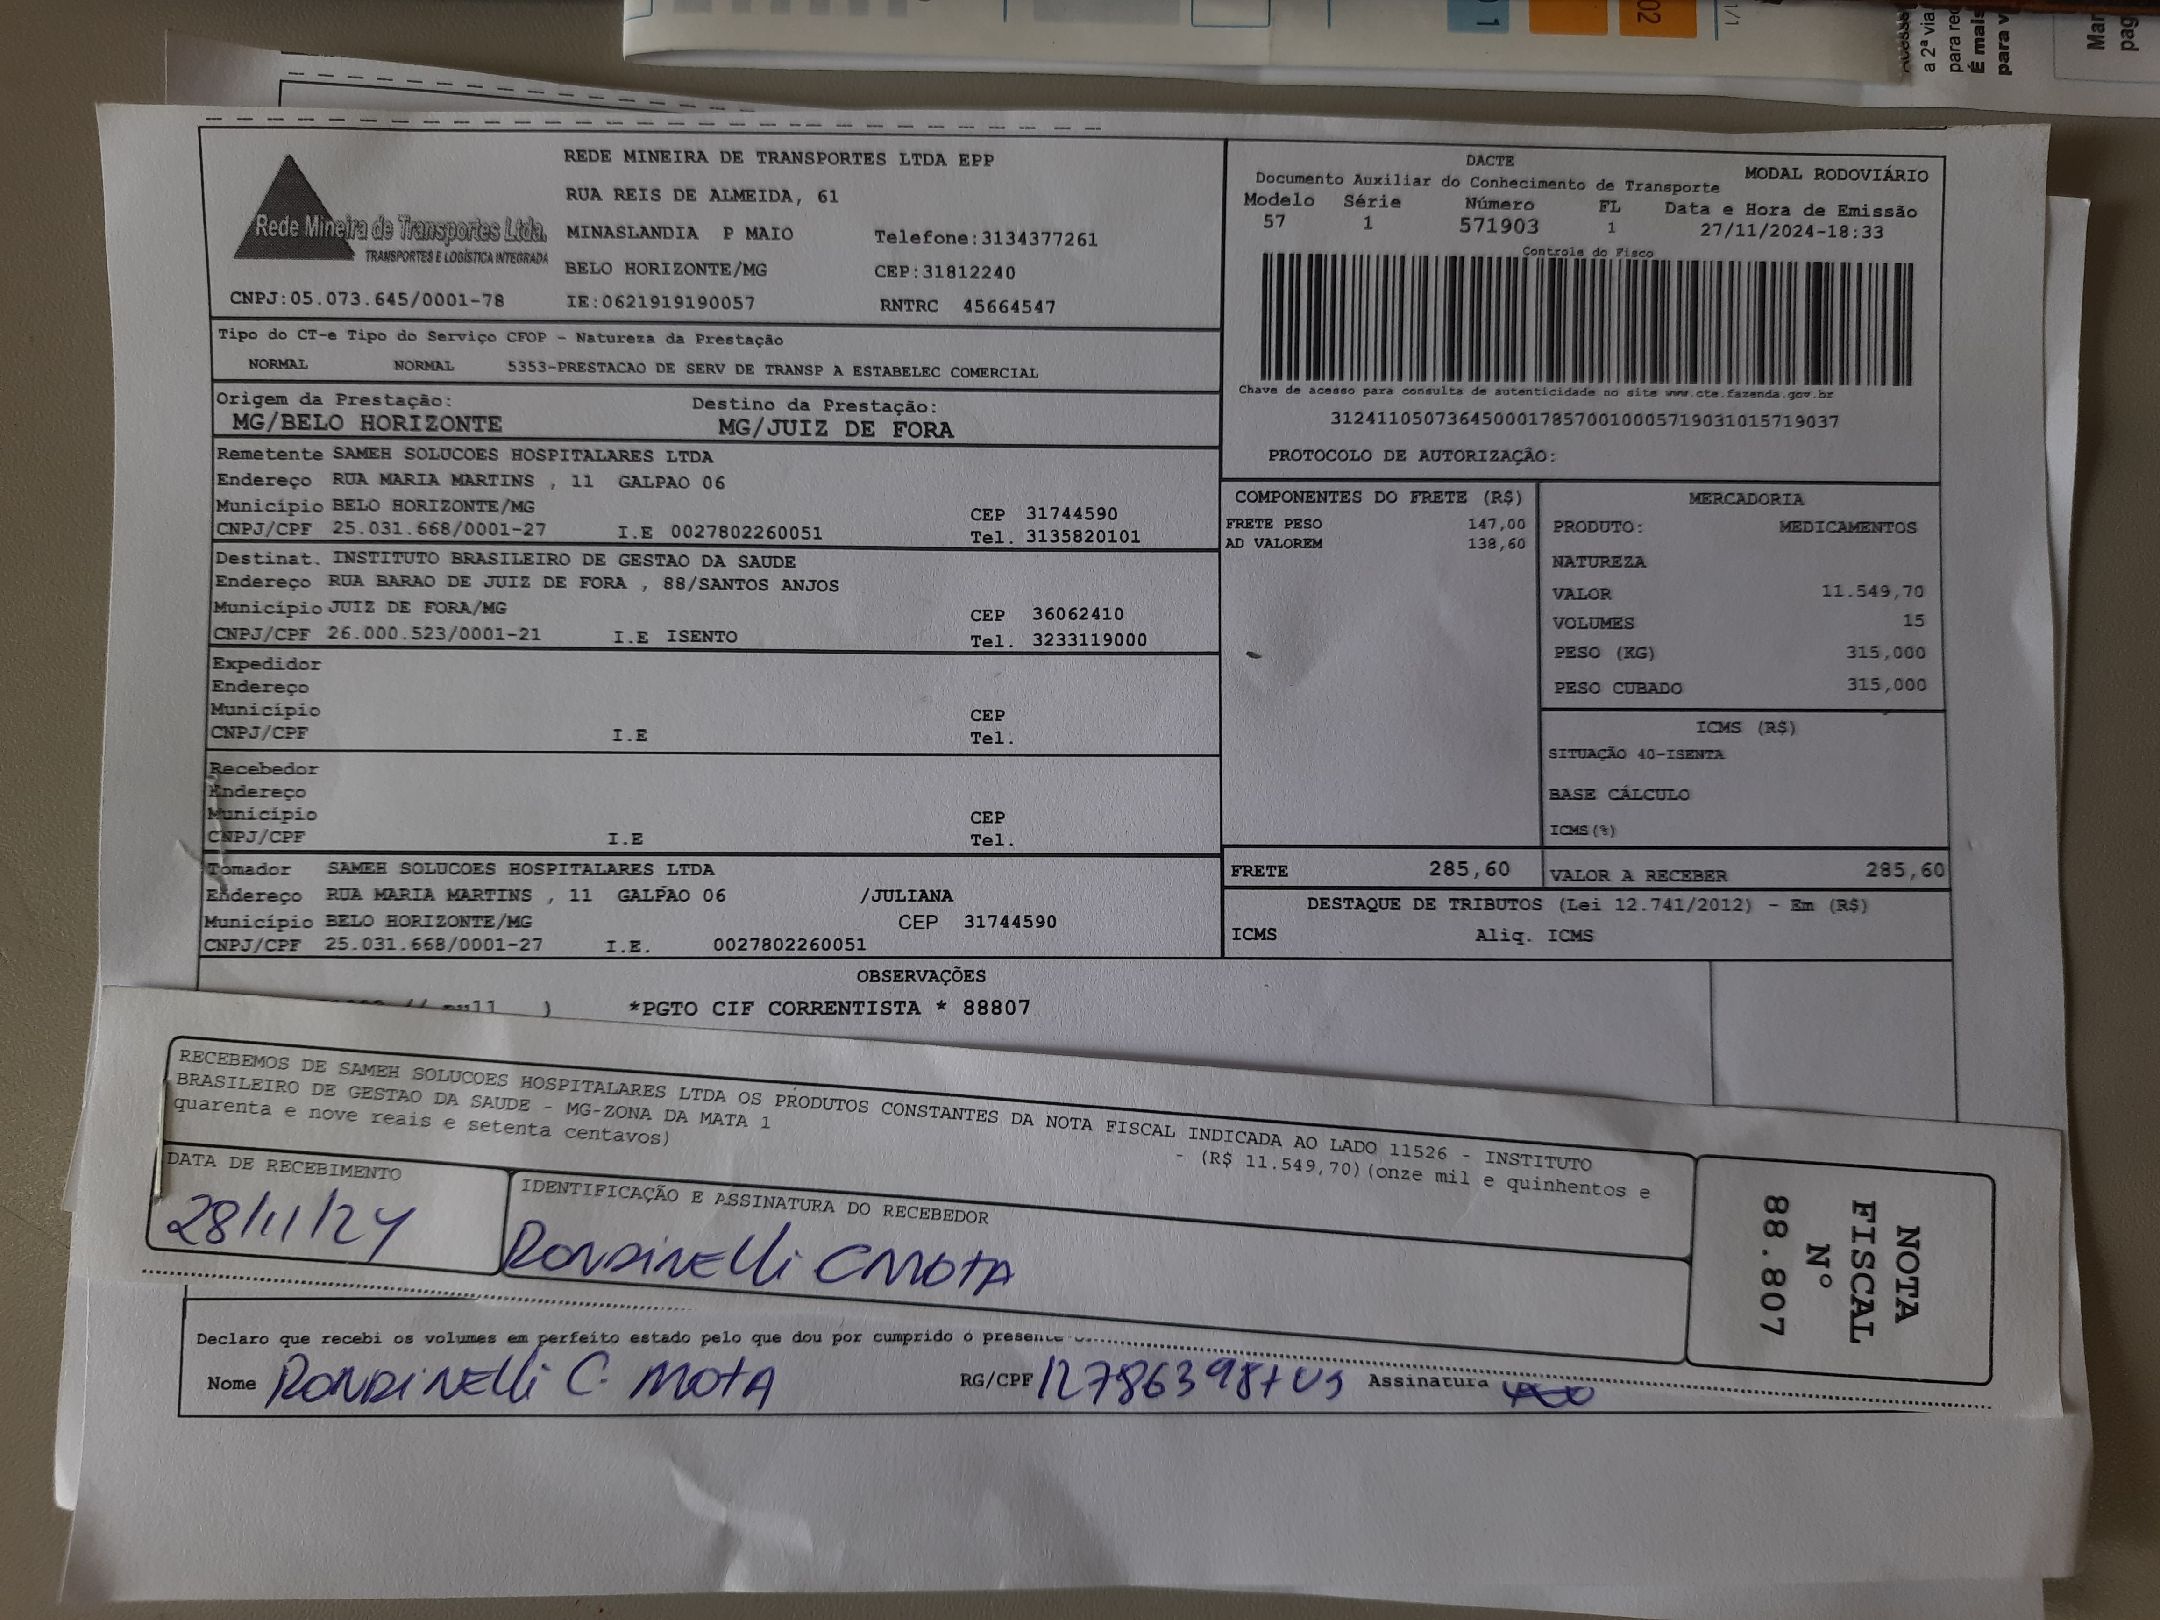 01
02
1/1
a 2ª via
para rec
É mais
para v
Mar
pag
REDE MINEIRA DE TRANSPORTES LTDA EPP
RUA REIS DE ALMEIDA, 61
Rede Mineira de Transportes Ltda.
TRANSPORTES E LOGÍSTICA INTEGRADA
MINASLANDIA P MAIO Telefone:3134377261
BELO HORIZONTE/MG CEP:31812240
CNPJ:05.073.645/0001-78 IE:0621919190057 RNTRC 45664547
DACTE MODAL RODOVIÁRIO
Documento Auxiliar do Conhecimento de Transporte
Modelo Série Número FL Data e Hora de Emissão
57 1 571903 1 27/11/2024-18:33
Controle do Fisco
Chave de acesso para consulta de autenticidade no site www.cte.fazenda.gov.br
31241105073645000178570010005719031015719037
PROTOCOLO DE AUTORIZAÇÃO:
Tipo do CT-e Tipo do Serviço CFOP - Natureza da Prestação
NORMAL NORMAL 5353-PRESTACAO DE SERV DE TRANSP A ESTABELEC COMERCIAL
Origem da Prestação: Destino da Prestação:
MG/BELO HORIZONTE MG/JUIZ DE FORA
Remetente SAMEH SOLUCOES HOSPITALARES LTDA
Endereço RUA MARIA MARTINS , 11 GALPAO 06
Município BELO HORIZONTE/MG CEP 31744590
CNPJ/CPF 25.031.668/0001-27 I.E 0027802260051 Tel. 3135820101
Destinat. INSTITUTO BRASILEIRO DE GESTAO DA SAUDE
Endereço RUA BARAO DE JUIZ DE FORA , 88/SANTOS ANJOS
Município JUIZ DE FORA/MG CEP 36062410
CNPJ/CPF 26.000.523/0001-21 I.E ISENTO Tel. 3233119000
Expedidor
Endereço
Município CEP
CNPJ/CPF I.E Tel.
Recebedor
Endereço
Município CEP
CNPJ/CPF I.E Tel.
Tomador SAMEH SOLUCOES HOSPITALARES LTDA
Endereço RUA MARIA MARTINS , 11 GALPAO 06 /JULIANA
Município BELO HORIZONTE/MG CEP 31744590
CNPJ/CPF 25.031.668/0001-27 I.E. 0027802260051
COMPONENTES DO FRETE (R$)
FRETE PESO 147,00
AD VALOREM 138,60
MERCADORIA
PRODUTO: MEDICAMENTOS
NATUREZA
VALOR 11.549,70
VOLUMES 15
PESO (KG) 315,000
PESO CUBADO 315,000
ICMS (R$)
SITUAÇÃO 40-ISENTA
BASE CÁLCULO
ICMS(%)
FRETE 285,60 VALOR A RECEBER 285,60
DESTAQUE DE TRIBUTOS (Lei 12.741/2012) - Em (R$)
ICMS Aliq. ICMS
OBSERVAÇÕES
*PGTO CIF CORRENTISTA * 88807
RECEBEMOS DE SAMEH SOLUCOES HOSPITALARES LTDA OS PRODUTOS CONSTANTES DA NOTA FISCAL INDICADA AO LADO 11526 - INSTITUTO
BRASILEIRO DE GESTAO DA SAUDE - MG-ZONA DA MATA 1 - (R$ 11.549,70)(onze mil e quinhentos e
quarenta e nove reais e setenta centavos)
DATA DE RECEBIMENTO
28/11/24
IDENTIFICAÇÃO E ASSINATURA DO RECEBEDOR
RONDINELLI C MOTA
NOTA
FISCAL
Nº
88.807
Declaro que recebi os volumes em perfeito estado pelo que dou por cumprido o presente
Nome RONDINELLI C. MOTA RG/CPF Assinatura